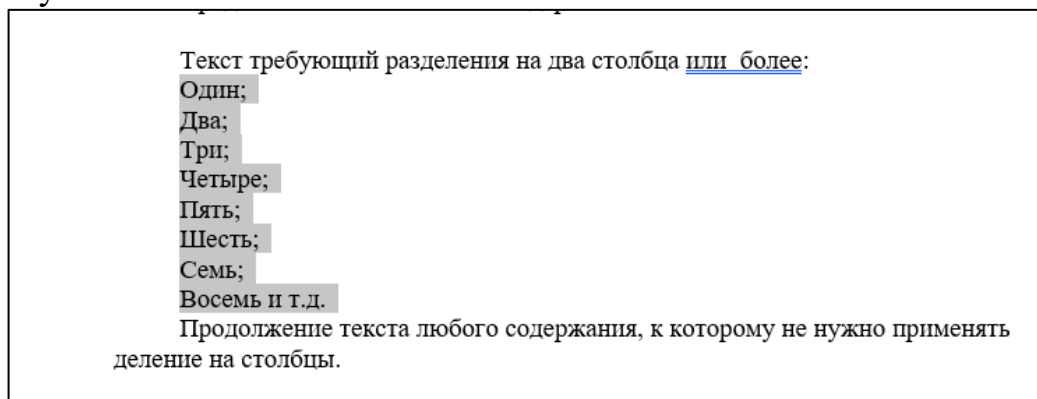 Текст требующий разделения на два столбца или более:
Один;
Два;
Три;
Четыре;
Пять;
Шесть;
Семь;
Восемь и т.д.
Продолжение текста любого содержания, к которому не нужно применять
деление на столбцы.